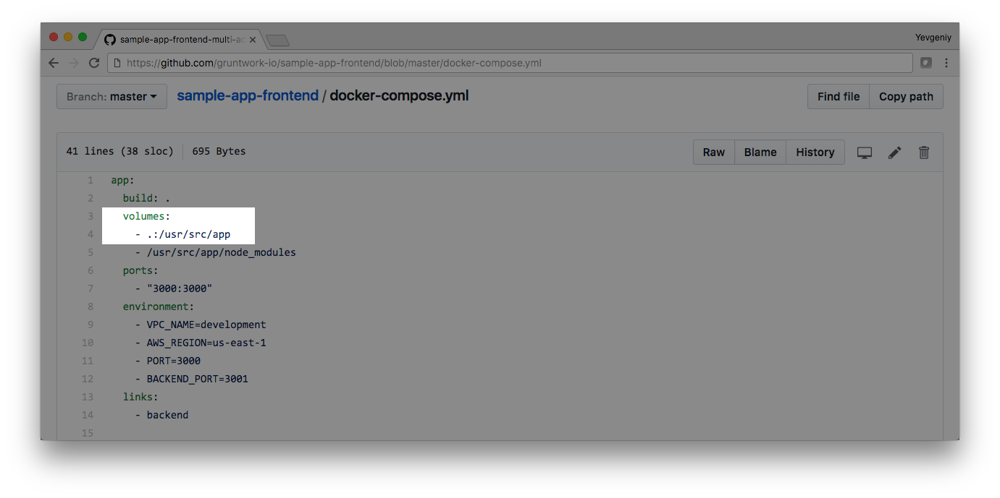 sample-app-frontend-multi-ac
Yevgeniy
https://github.com/gruntwork-io/sample-app-frontend/blob/master/docker-compose.yml
Branch: master sample-app-frontend / docker-compose.yml Find file Copy path
41 lines (38 sloc) 695 Bytes Raw Blame History
1 app:
2   build: .
3   volumes:
4     - .:/usr/src/app
5     - /usr/src/app/node_modules
6   ports:
7     - "3000:3000"
8   environment:
9     - VPC_NAME=development
10     - AWS_REGION=us-east-1
11     - PORT=3000
12     - BACKEND_PORT=3001
13   links:
14     - backend
15